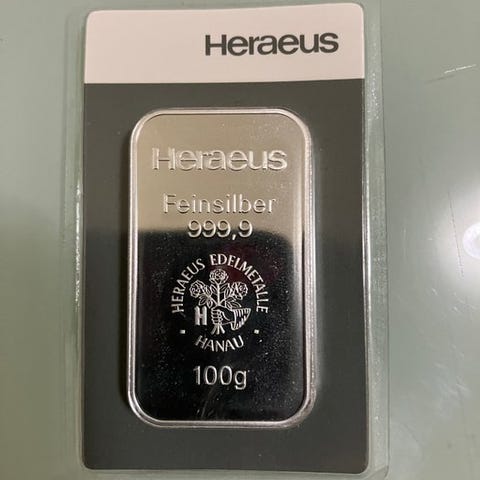 Heraeus
Heraeus
Feinsilber
999,9
HERAEUS EDELMETALLE
H
· HANAU ·
100g